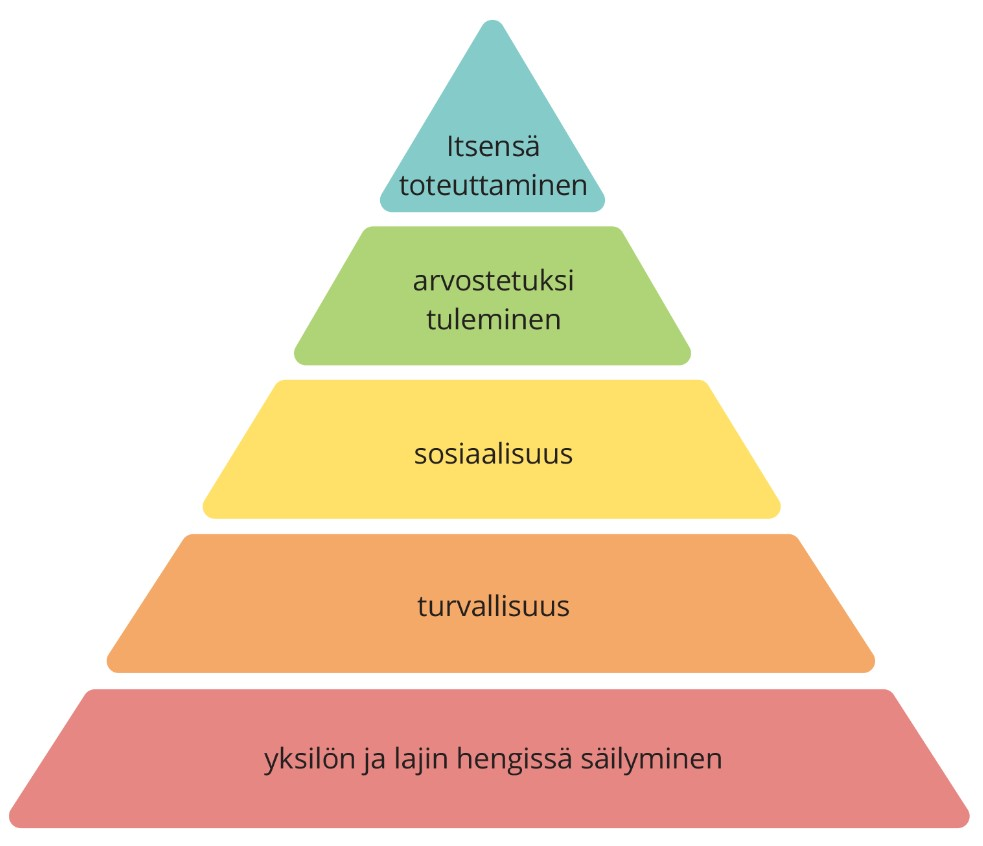 Itsensä
toteuttaminen
arvostetuksi
tuleminen
sosiaalisuus
turvallisuus
yksilön ja lajin hengissä säilyminen